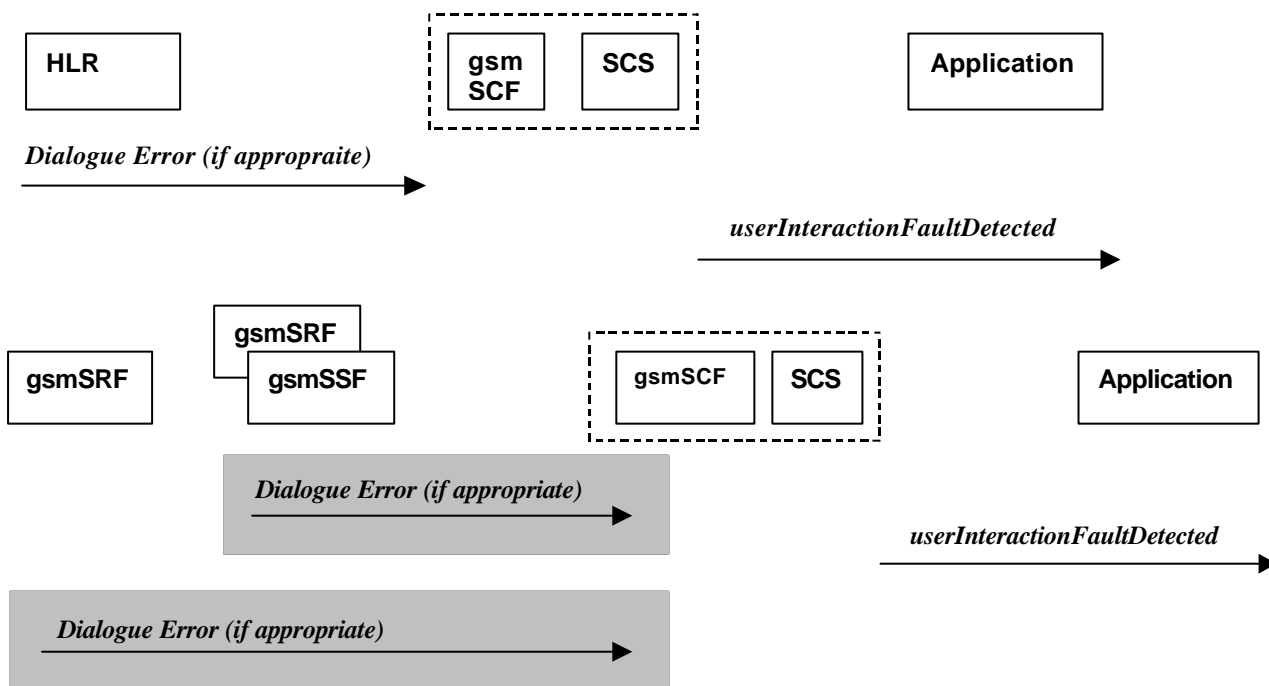 HLR
gsm
SCF
SCS
Application
Dialogue Error (if appropraite)
userInteractionFaultDetected
gsmSRF
gsmSRF
gsmSSF
gsmSCF
SCS
Application
Dialogue Error (if appropriate)
userInteractionFaultDetected
Dialogue Error (if appropriate)